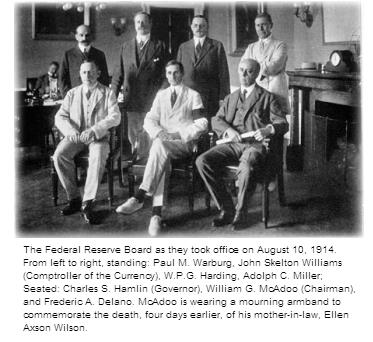 The Federal Reserve Board as they took office on August 10, 1914.
From left to right, standing: Paul M. Warburg, John Skelton Williams
(Comptroller of the Currency), W.P.G. Harding, Adolph C. Miller;
Seated: Charles S. Hamlin (Governor), William G. McAdoo (Chairman),
and Frederic A. Delano. McAdoo is wearing a mourning armband to
commemorate the death, four days earlier, of his mother-in-law, Ellen
Axson Wilson.